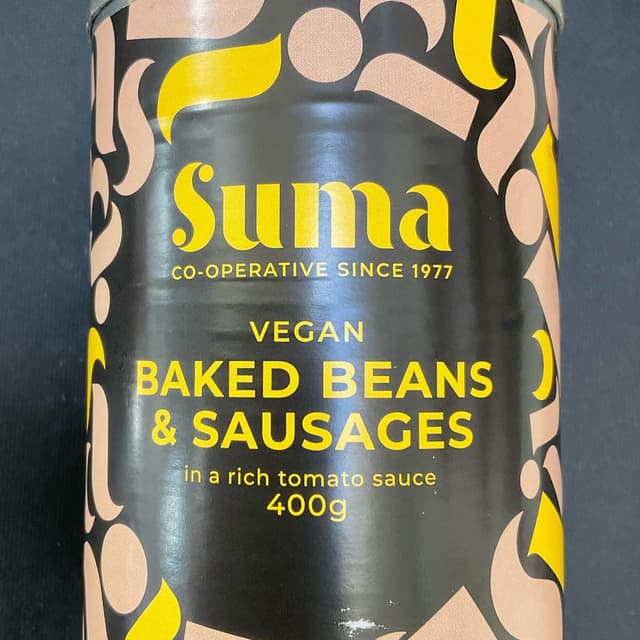 Suma
CO-OPERATIVE SINCE 1977
VEGAN
BAKED BEANS
& SAUSAGES
in a rich tomato sauce
400g